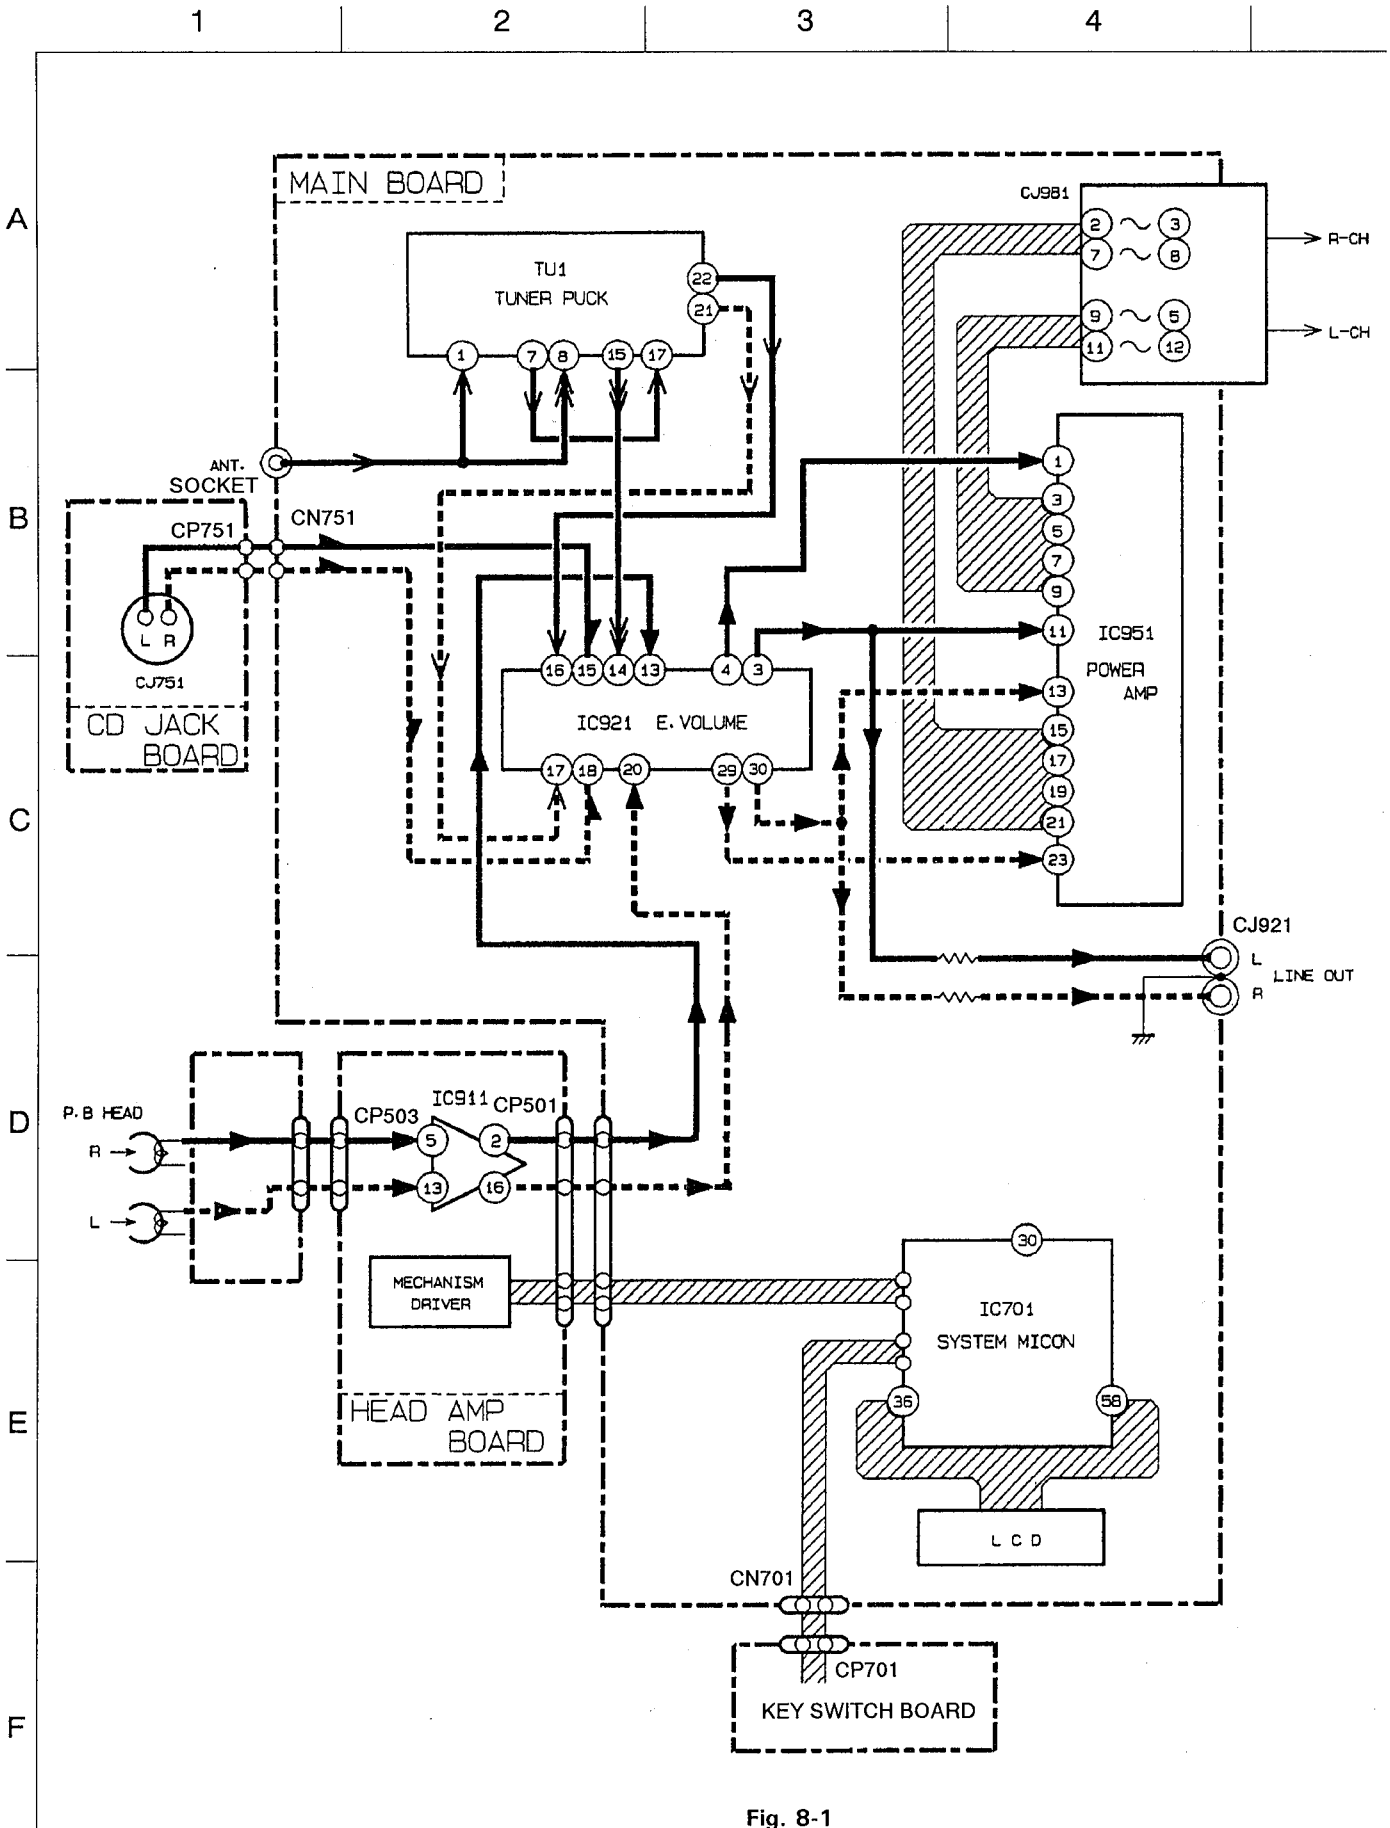 1 2 3 4
A
B
C
D
E
F
MAIN BOARD
CJ981
2 ~ 3
7 ~ 8
R-CH
9 ~ 5
11 ~ 12
L-CH
TU1
TUNER PUCK
22
21
1 7 8 15 17
ANT.
SOCKET
CP751
CN751
L R
CJ751
CD JACK
BOARD
16 15 14 13 4 3
IC921 E.VOLUME
17 18 20 29 30
1
3
5
7
9
11
13
15
17
19
21
23
IC951
POWER
AMP
CJ921
L
R
LINE OUT
P.B HEAD
R
L
CP503
IC911
CP501
5 2
13 16
MECHANISM
DRIVER
HEAD AMP
BOARD
30
IC701
SYSTEM MICON
36 58
LCD
CN701
CP701
KEY SWITCH BOARD
Fig. 8-1